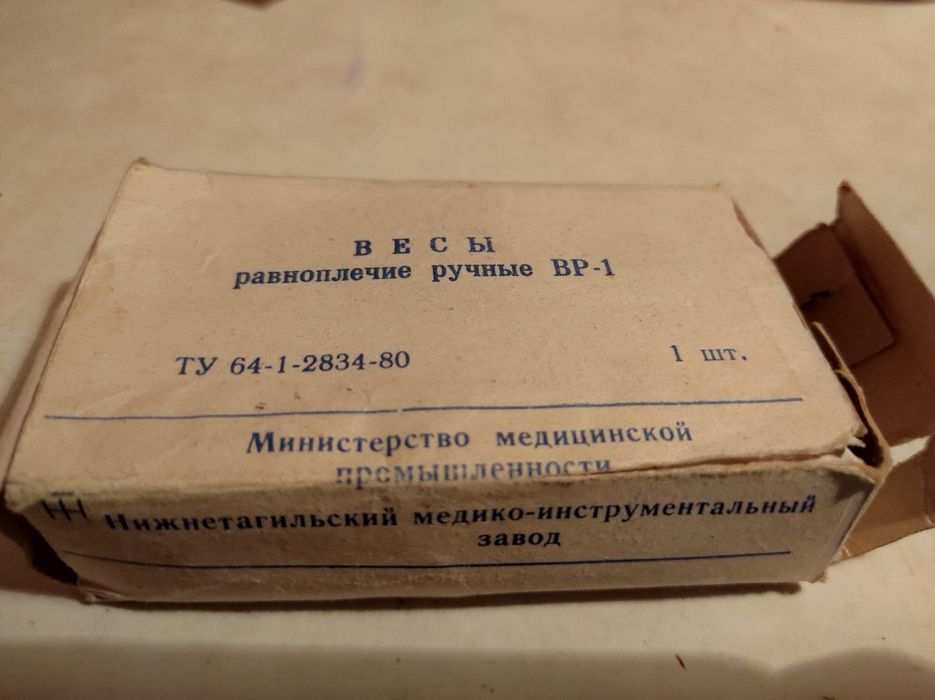 ВЕСЫ
равноплечие ручные ВР-1
ТУ 64-1-2834-80 1 шт.
Министерство медицинской
промышленности
Нижнетагильский медико-инструментальный
завод